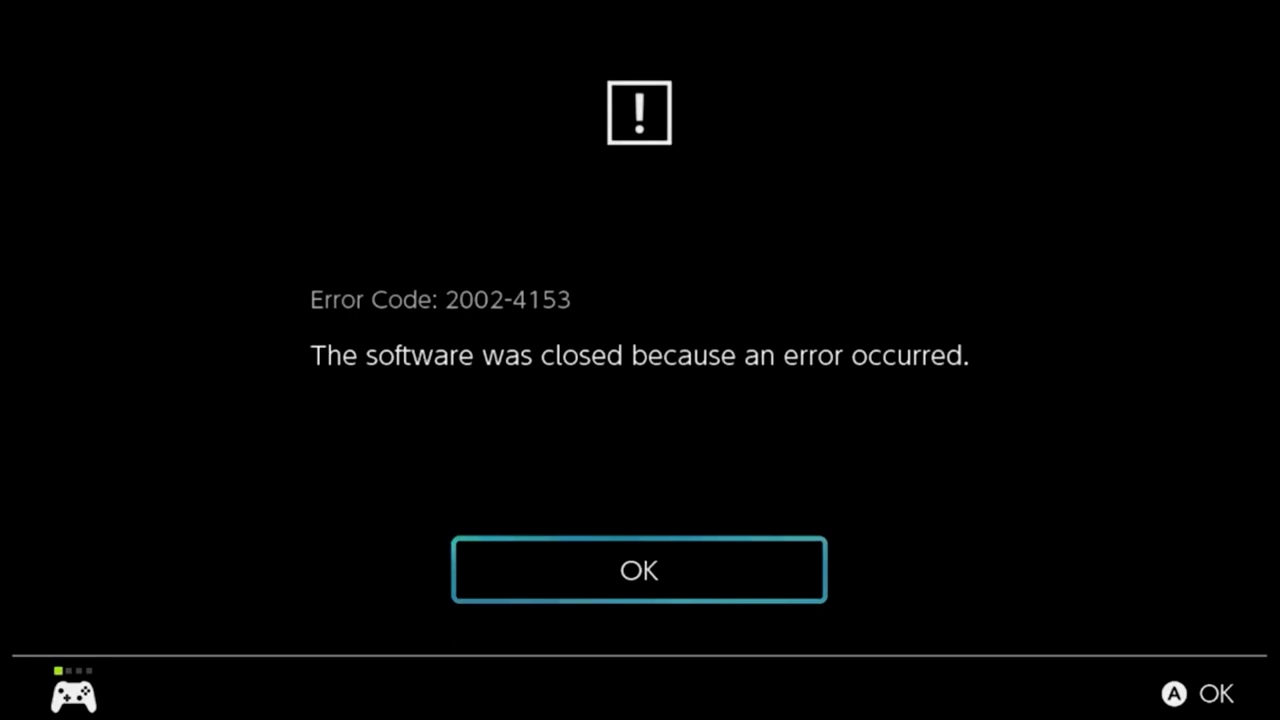 !
Error Code: 2002-4153
The software was closed because an error occurred.
OK
A OK